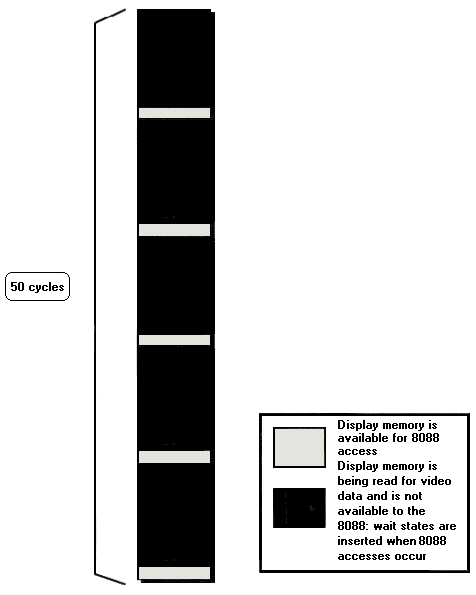 50 cycles
Display memory is
available for 8088
access
Display memory is
being read for video
data and is not
available to the
8088: wait states are
inserted when 8088
accesses occur